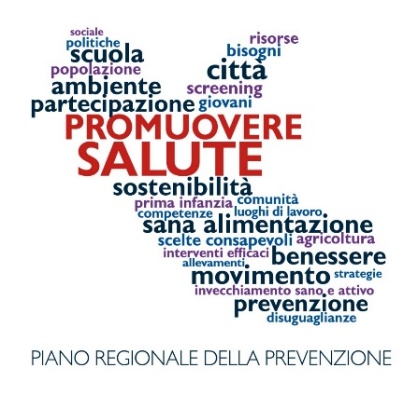 sociale
politiche
scuola
popolazione
ambiente
partecipazione
risorse
bisogni
città
screening
giovani
PROMUOVERE
SALUTE
sostenibilità
prima infanzia comunità
competenze luoghi di lavoro
sana alimentazione
scelte consapevoli agricoltura
interventi efficaci benessere
allevamenti
movimento strategie
invecchiamento sano e attivo
prevenzione
disuguaglianze
PIANO REGIONALE DELLA PREVENZIONE